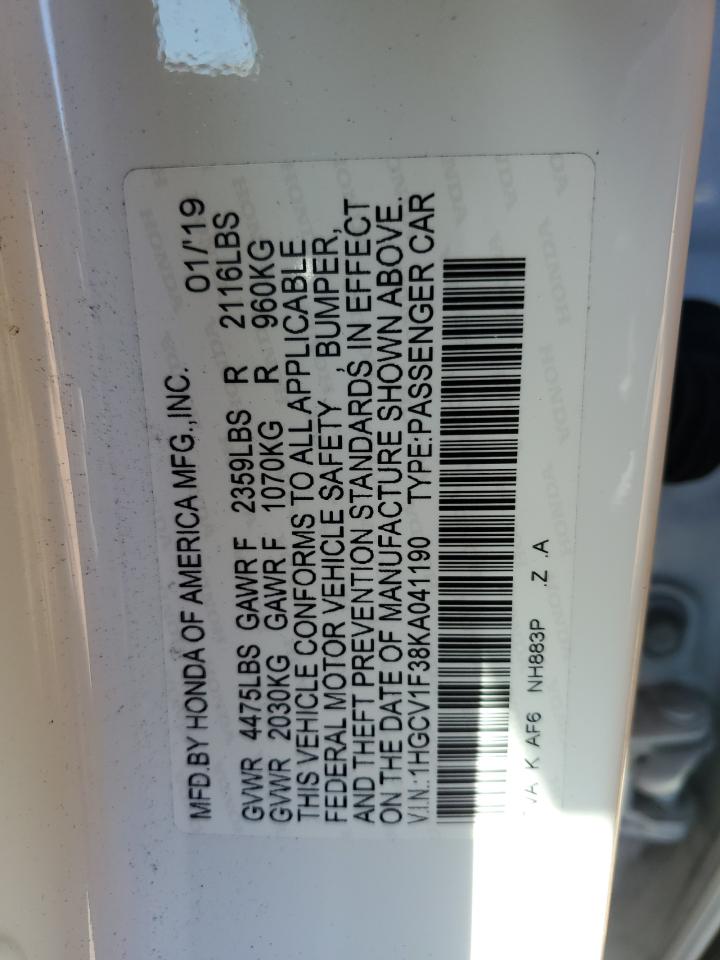 MFD.BY HONDA OF AMERICA MFG.,INC. 01/'19
GVWR 4475LBS GAWR F 2359LBS R 2116LBS
GVWR 2030KG GAWR F 1070KG R 960KG
THIS VEHICLE CONFORMS TO ALL APPLICABLE
FEDERAL MOTOR VEHICLE SAFETY , BUMPER,
AND THEFT PREVENTION STANDARDS IN EFFECT
ON THE DATE OF MANUFACTURE SHOWN ABOVE.
V.I.N.:1HGCV1F38KA041190 TYPE:PASSENGER CAR
K AF6 NH883P .Z .A